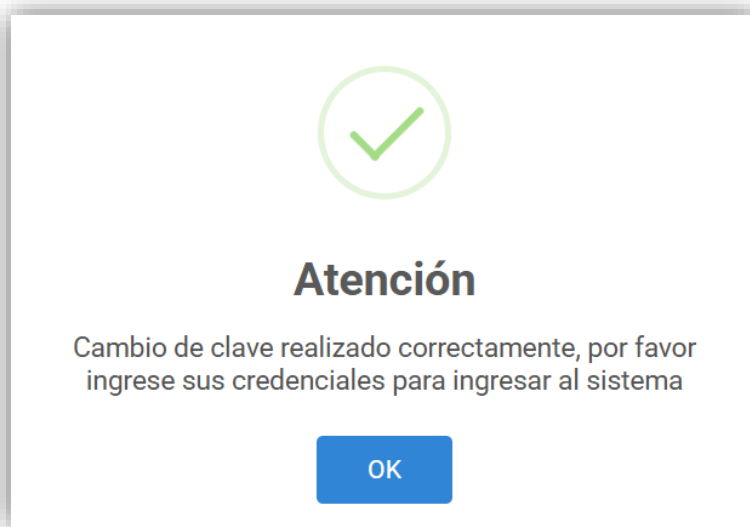 Atención
Cambio de clave realizado correctamente, por favor
ingrese sus credenciales para ingresar al sistema
OK